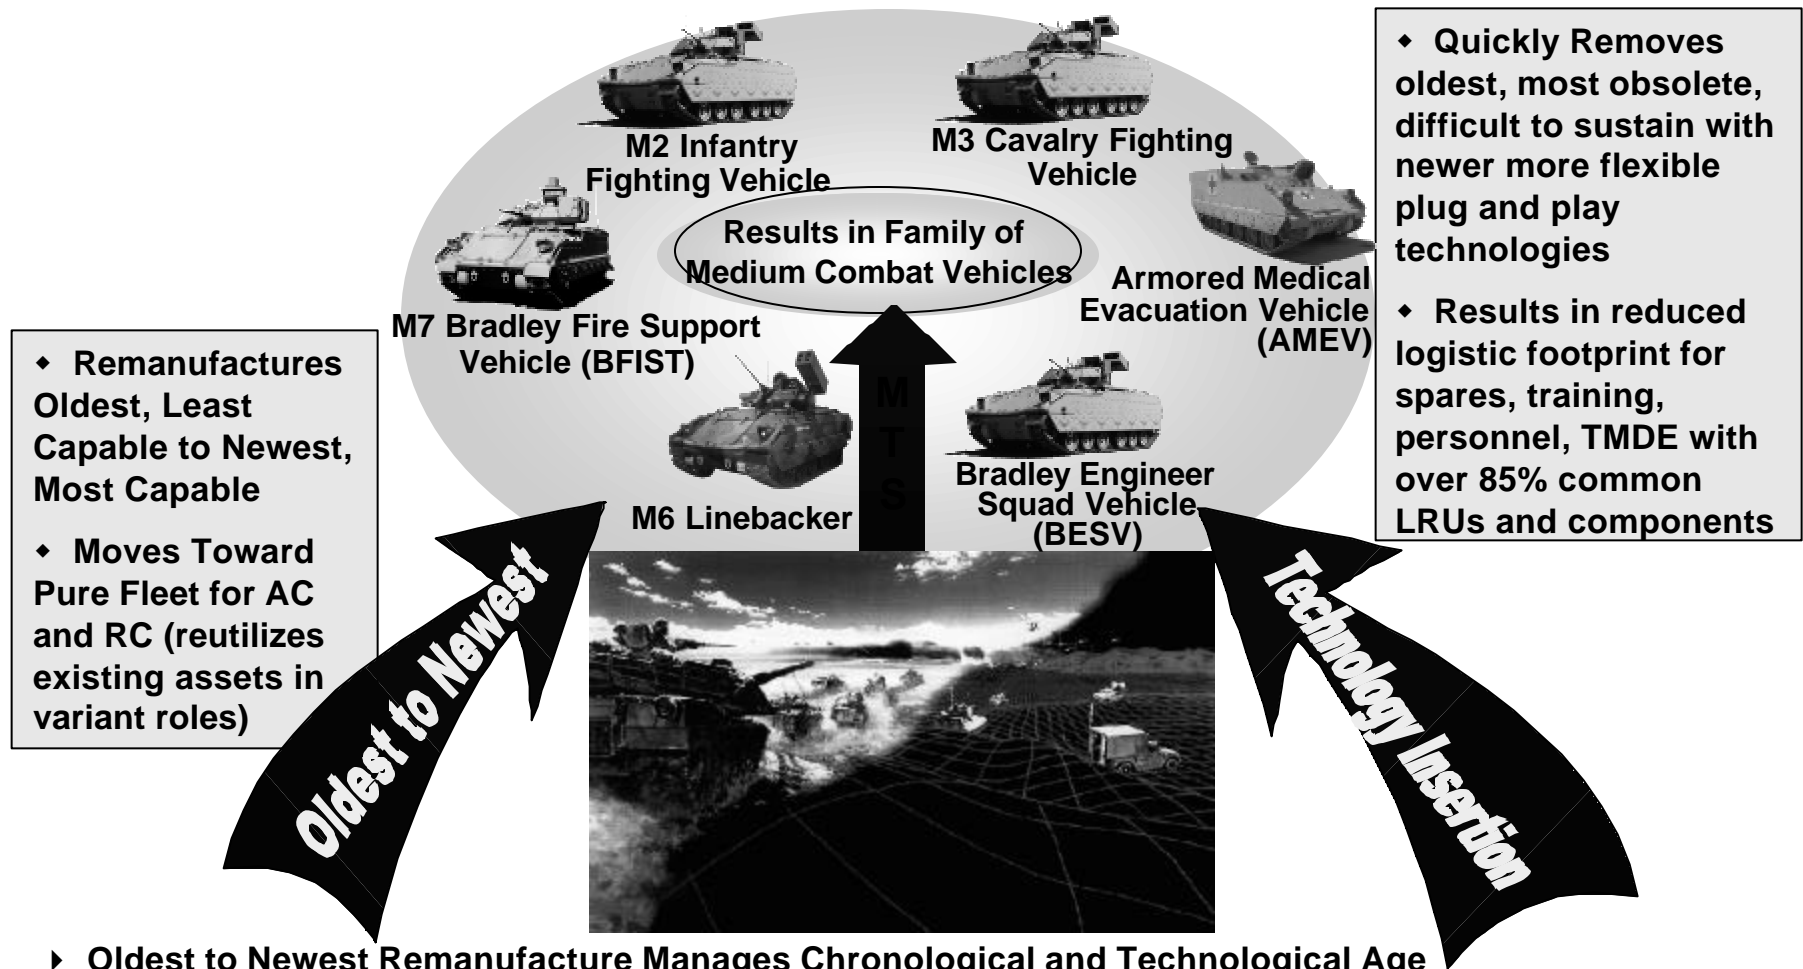 M2 Infantry
Fighting Vehicle
M3 Cavalry Fighting
Vehicle
Results in Family of
Medium Combat Vehicles
M7 Bradley Fire Support
Vehicle (BFIST)
Armored Medical
Evacuation Vehicle
(AMEV)
M6 Linebacker
M
T
S
Bradley Engineer
Squad Vehicle
(BESV)
◆ Remanufactures
Oldest, Least
Capable to Newest,
Most Capable
◆ Moves Toward
Pure Fleet for AC
and RC (reutilizes
existing assets in
variant roles)
◆ Quickly Removes
oldest, most obsolete,
difficult to sustain with
newer more flexible
plug and play
technologies
◆ Results in reduced
logistic footprint for
spares, training,
personnel, TMDE with
over 85% common
LRUs and components
Oldest to Newest
Technology Insertion
Oldest to Newest Remanufacture Manages Chronological and Technological Age